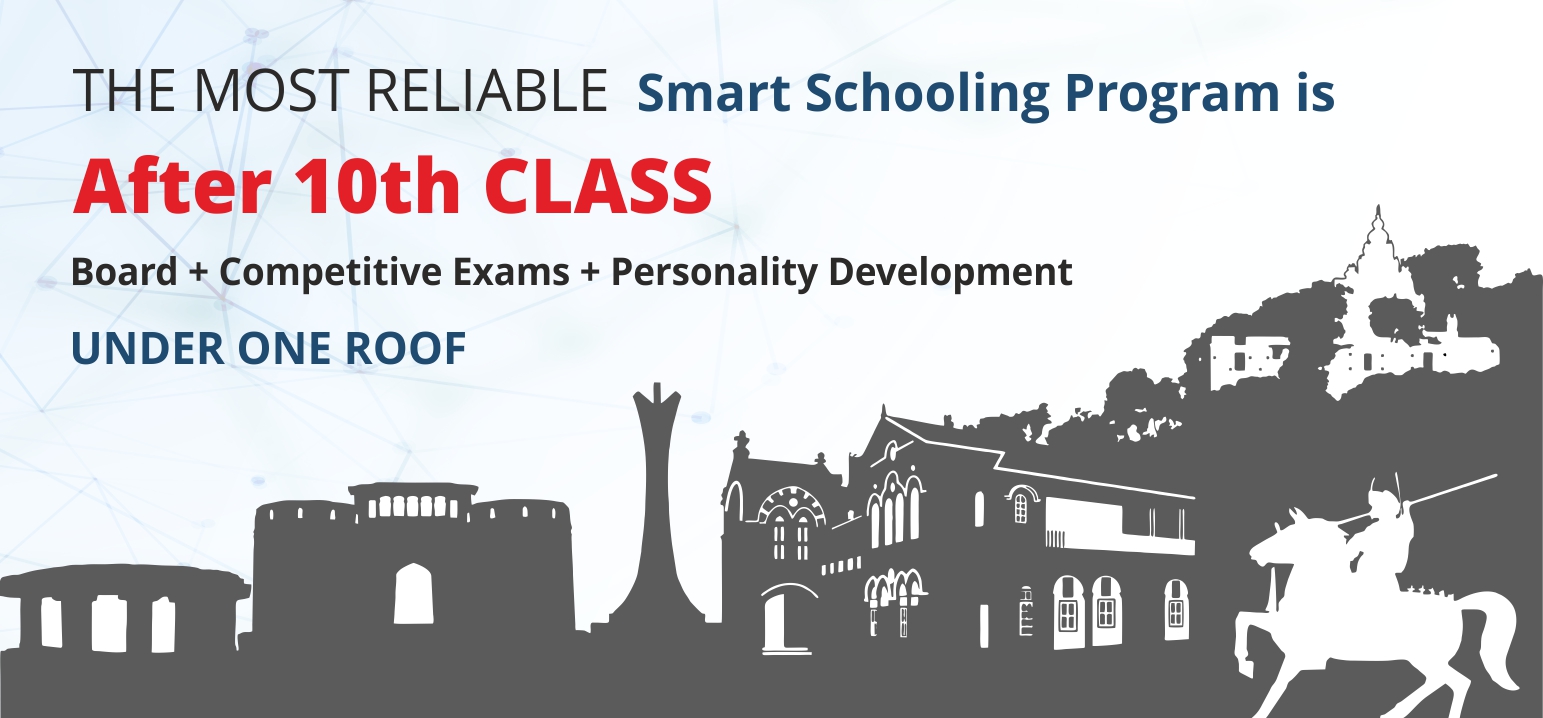 THE MOST RELIABLE Smart Schooling Program is
After 10th CLASS
Board + Competitive Exams + Personality Development
UNDER ONE ROOF